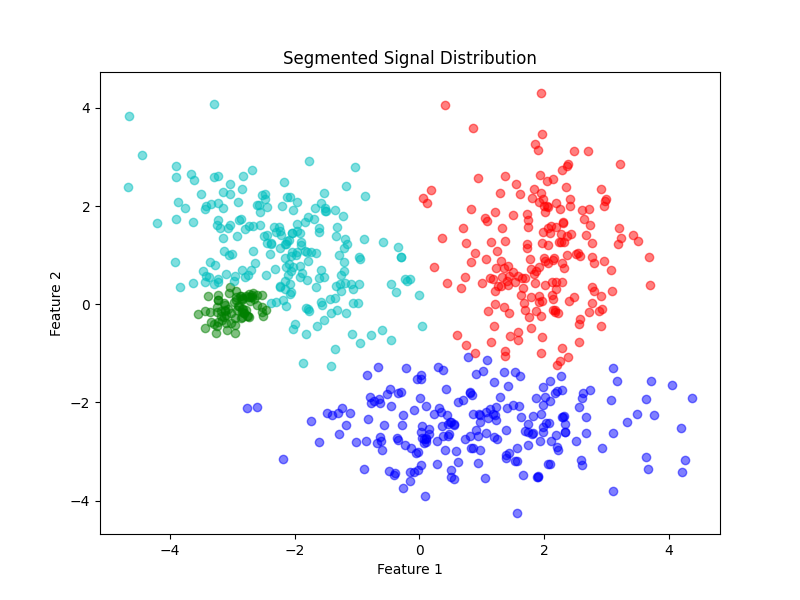 Segmented Signal Distribution
Feature 2
4
2
0
−2
−4
−4 −2 0 2 4
Feature 1